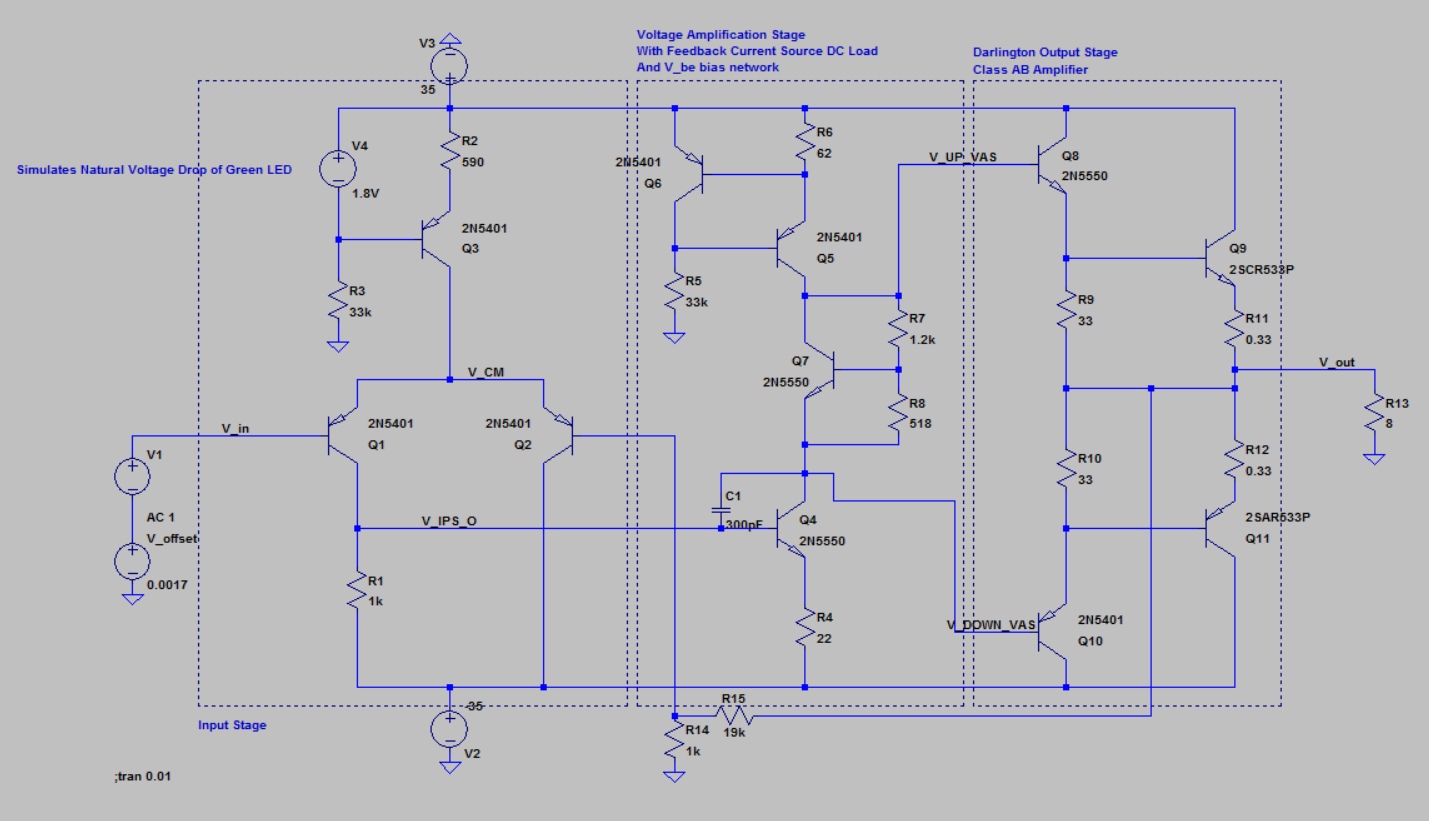 Voltage Amplification Stage
With Feedback Current Source DC Load
And V_be bias network
Darlington Output Stage
Class AB Amplifier
V3
35
V4
1.8V
Simulates Natural Voltage Drop of Green LED
R2
590
2N5401
Q3
R3
33k
2N5401
Q6
R6
62
2N5401
Q5
R5
33k
V_UP_VAS
Q8
2N5550
Q9
2SCR533P
R7
1.2k
R9
33
R11
0.33
V_out
R13
8
V_CM
Q7
2N5550
R8
518
V_in
2N5401
Q1
2N5401
Q2
V1
AC 1
V_offset
0.0017
V_IPS_O
C1
300pF
Q4
2N5550
R10
33
R12
0.33
2SAR533P
Q11
R1
1k
R4
22
V_DOWN_VAS
2N5401
Q10
-35
V2
Input Stage
R15
19k
R14
1k
;tran 0.01